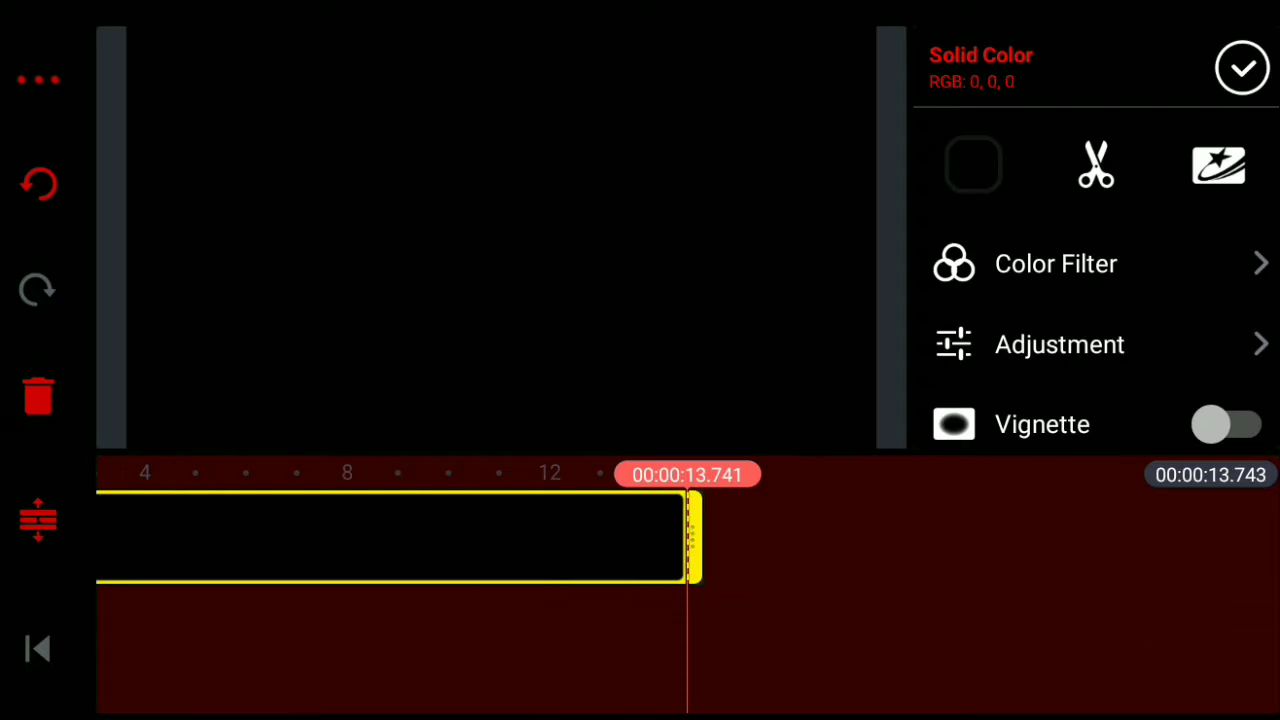 Solid Color
RGB: 0, 0, 0
Color Filter
Adjustment
Vignette
4
8
12
00:00:13.741
00:00:13.743